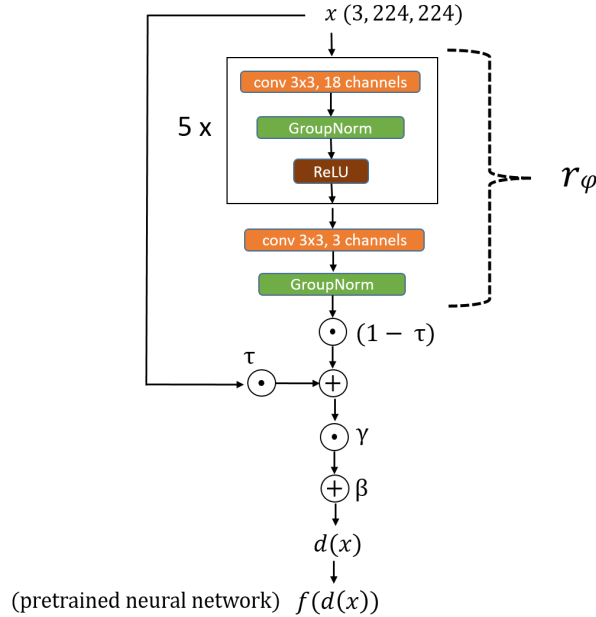 x (3, 224, 224)
conv 3x3, 18 channels
5 x
GroupNorm
ReLU
r_φ
conv 3x3, 3 channels
GroupNorm
(1 − τ)
τ
γ
β
d(x)
(pretrained neural network) f(d(x))